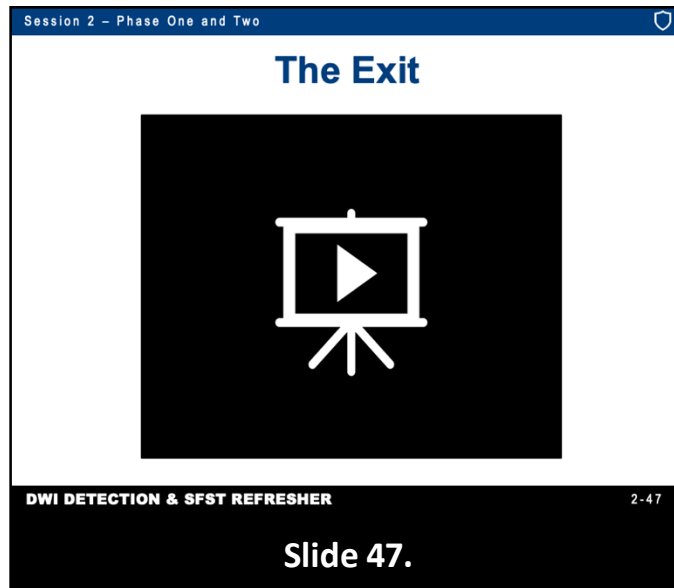 Session 2 – Phase One and Two
The Exit
DWI DETECTION & SFST REFRESHER 2-47
Slide 47.